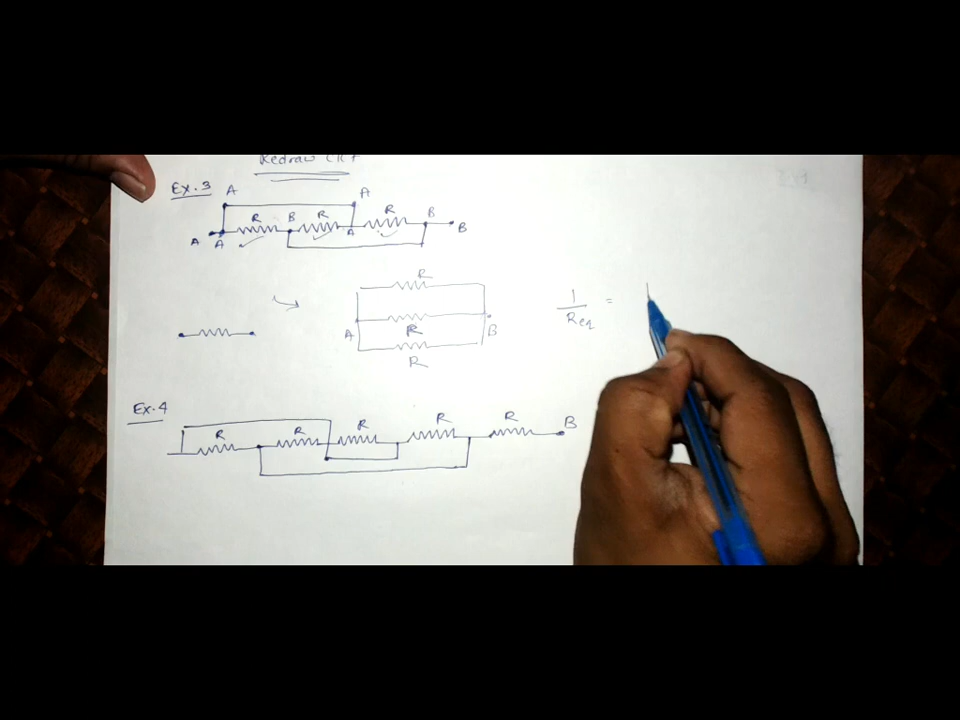 Redraw CKT
Ex. 3
A A
R B R R B
A A A B
R
1/Req =
A R B
R
Ex. 4
R R R R R B